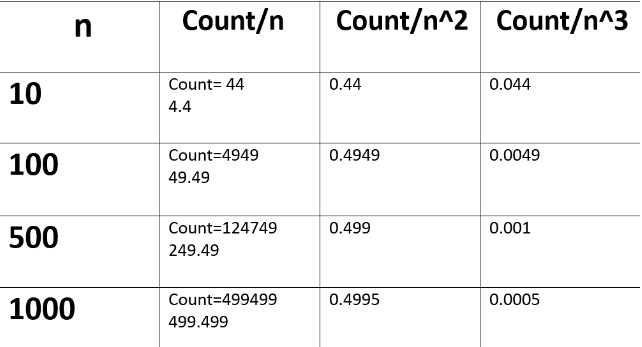 n Count/n Count/n^2 Count/n^3
10 Count= 44 0.44 0.044
4.4
100 Count=4949 0.4949 0.0049
49.49
500 Count=124749 0.499 0.001
249.49
1000 Count=499499 0.4995 0.0005
499.499